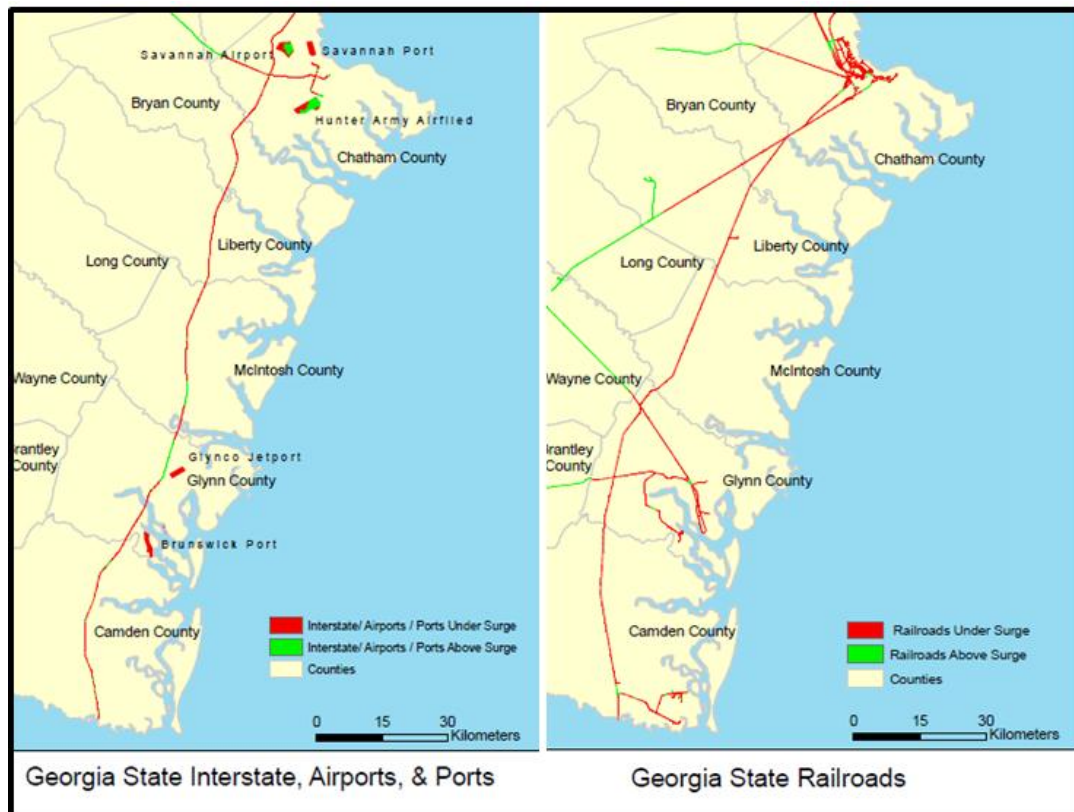 Savannah Airport
Savannah Port
Bryan County
Hunter Army Airfiled
Chatham County
Liberty County
Long County
McIntosh County
Wayne County
Brantley
County
Glynco Jetport
Glynn County
Brunswick Port
Camden County
Interstate/ Airports / Ports Under Surge
Interstate/ Airports / Ports Above Surge
Counties
0 15 30
Kilometers
Georgia State Interstate, Airports, & Ports
Bryan County
Chatham County
Liberty County
Long County
McIntosh County
Wayne County
Brantley
County
Glynn County
Camden County
Railroads Under Surge
Railroads Above Surge
Counties
0 15 30
Kilometers
Georgia State Railroads